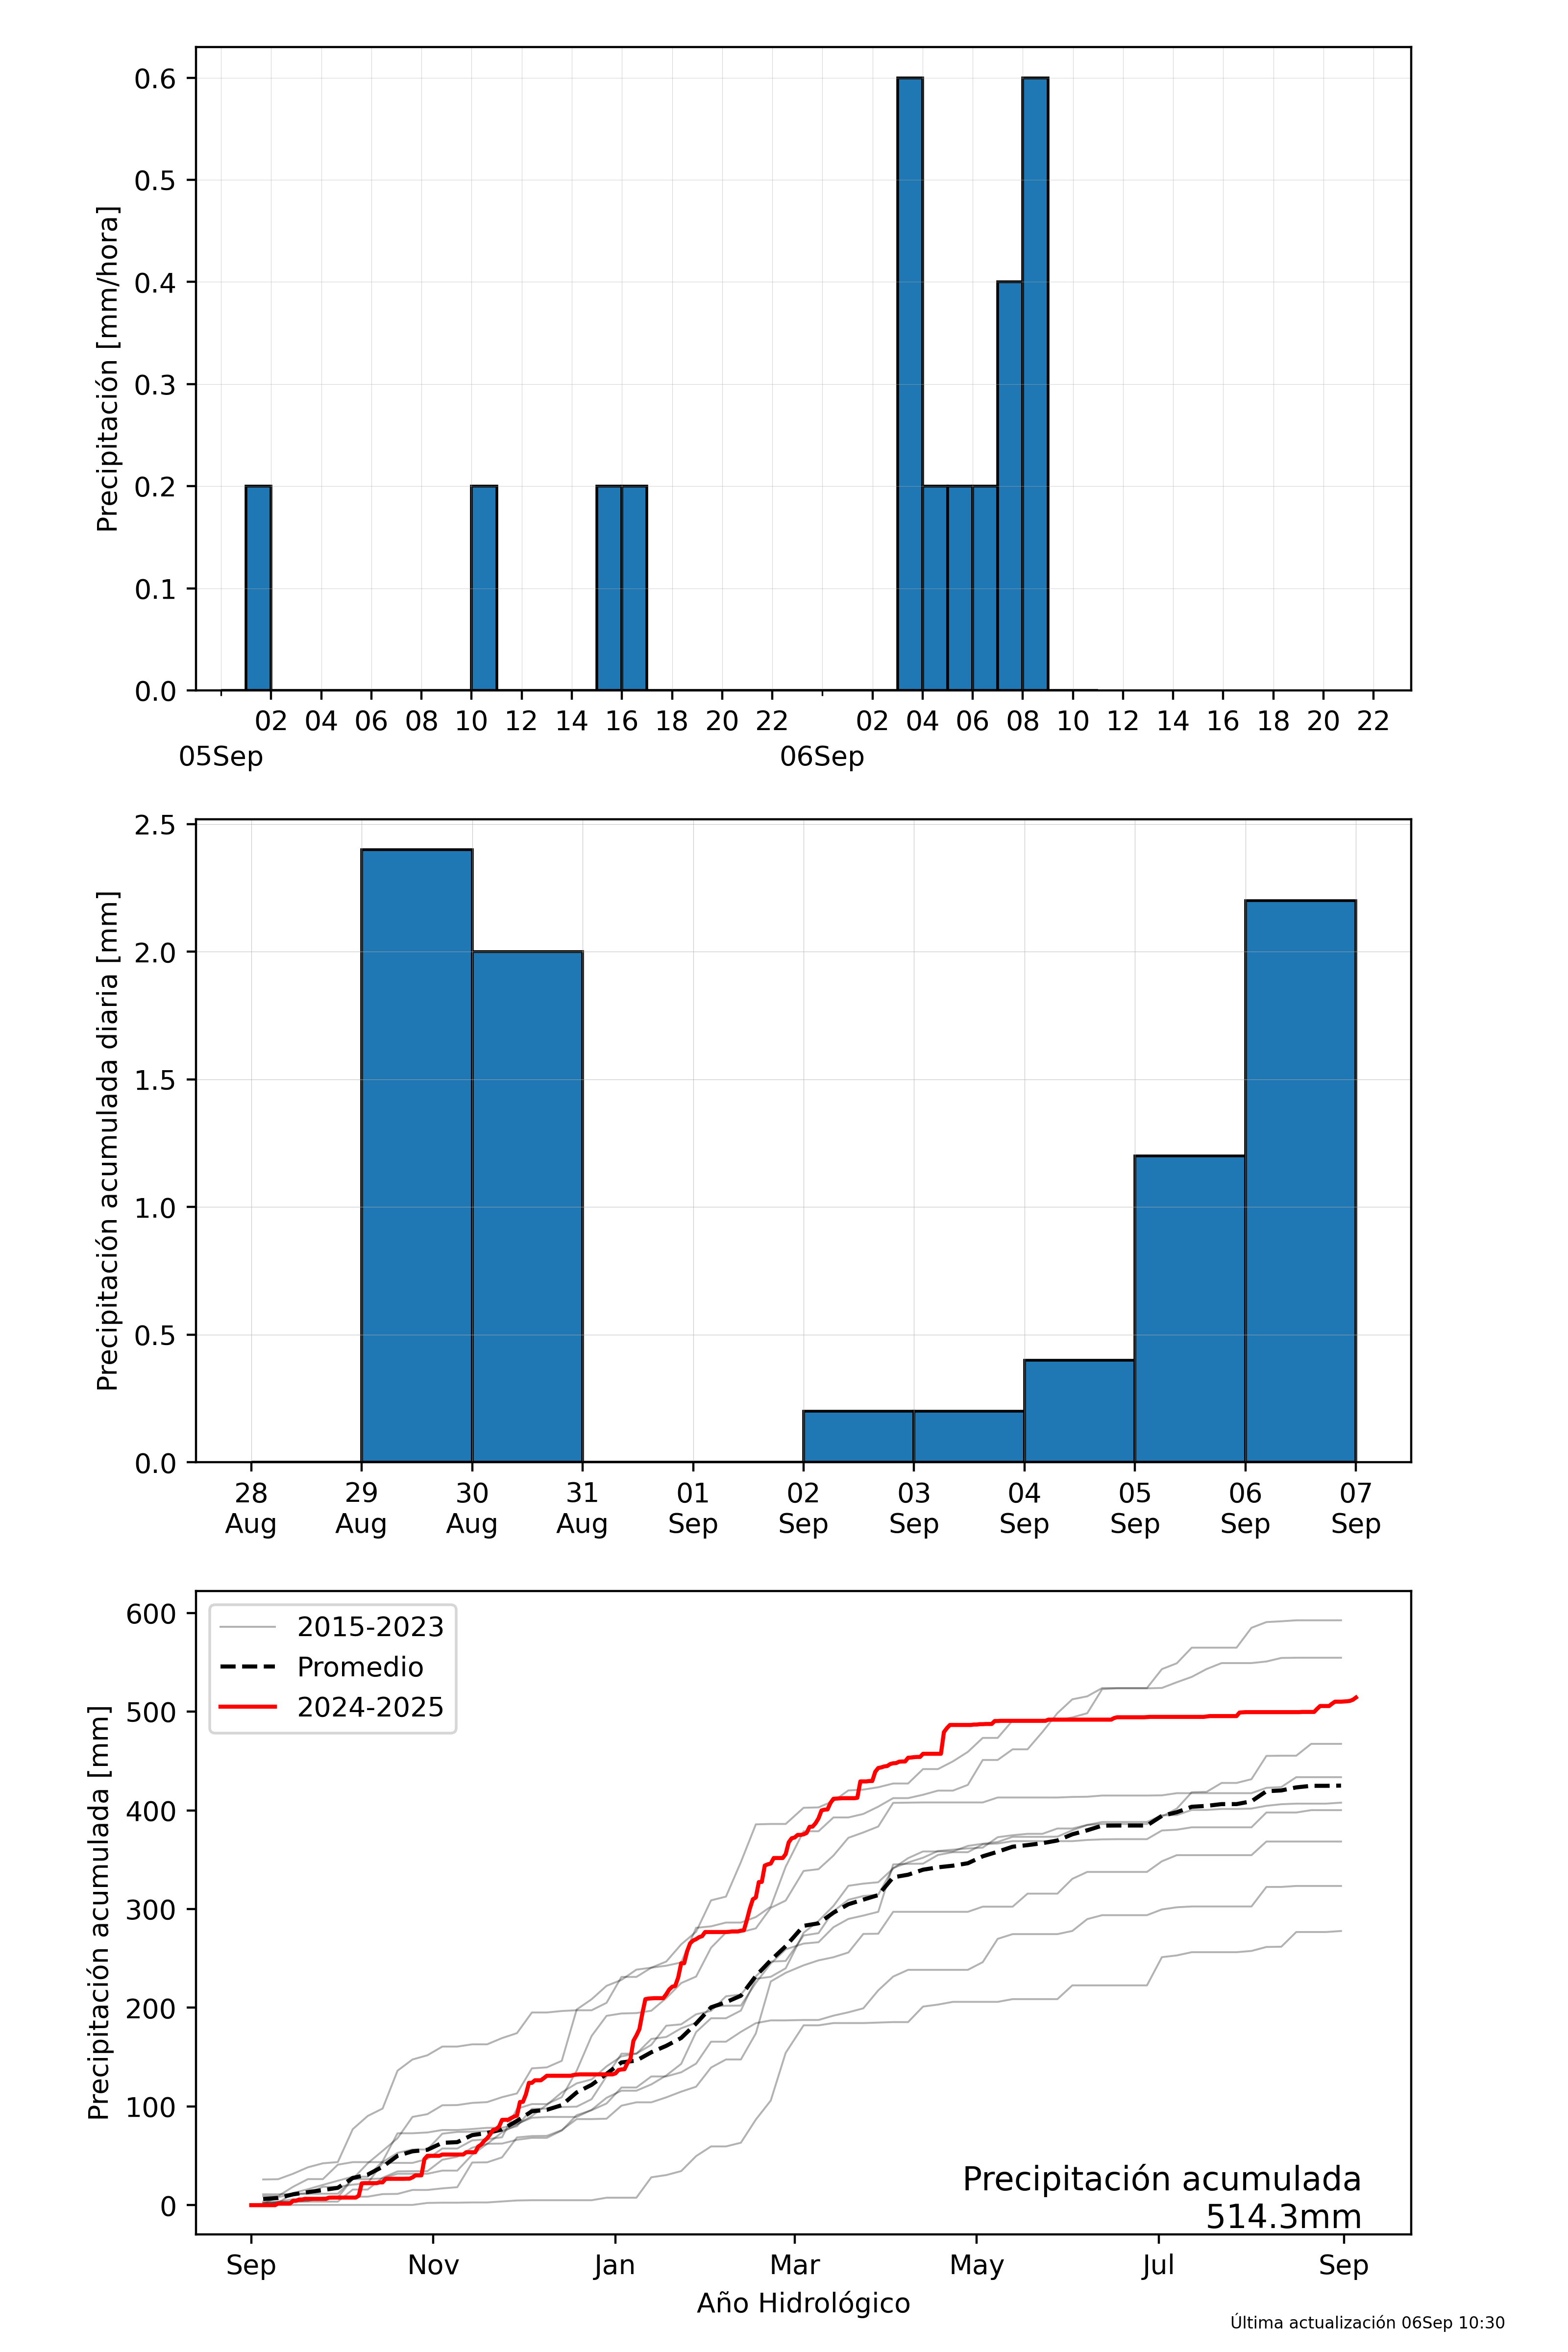 Precipitación [mm/hora]
0.6
0.5
0.4
0.3
0.2
0.1
0.0
02 04 06 08 10 12 14 16 18 20 22 02 04 06 08 10 12 14 16 18 20 22
05Sep 06Sep
Precipitación acumulada diaria [mm]
2.5
2.0
1.5
1.0
0.5
0.0
28 29 30 31 01 02 03 04 05 06 07
Aug Aug Aug Aug Sep Sep Sep Sep Sep Sep Sep
Precipitación acumulada [mm]
600
500
400
300
200
100
0
2015-2023
Promedio
2024-2025
Precipitación acumulada
514.3mm
Sep Nov Jan Mar May Jul Sep
Año Hidrológico
Última actualización 06Sep 10:30